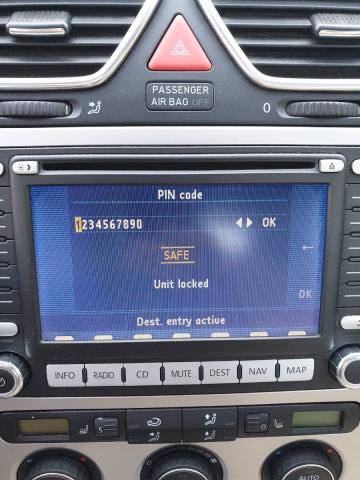 PASSENGER
AIR BAG OFF
0
PIN code
1234567890 OK
SAFE
Unit locked
OK
Dest. entry active
INFO RADIO CD MUTE DEST NAV MAP
AUTO